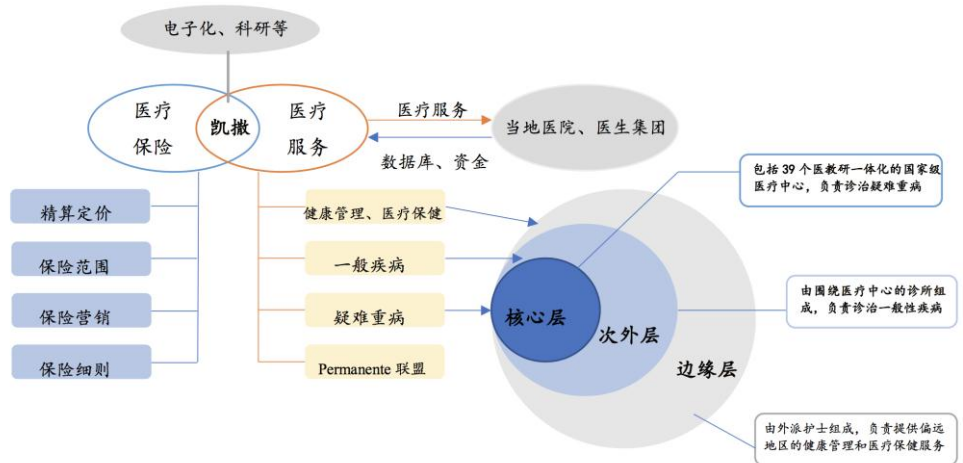 电子化、科研等
医疗
保险
凯撒
医疗
服务
医疗服务
数据库、资金
当地医院、医生集团
包括 39 个医教研一体化的国家级
医疗中心，负责诊治疑难重病
精算定价
保险范围
保险营销
保险细则
健康管理、医疗保健
一般疾病
疑难重病
Permanente 联盟
核心层
次外层
边缘层
由围绕医疗中心的诊所组
成，负责诊治一般性疾病
由外派护士组成，负责提供偏远
地区的健康管理和医疗保健服务